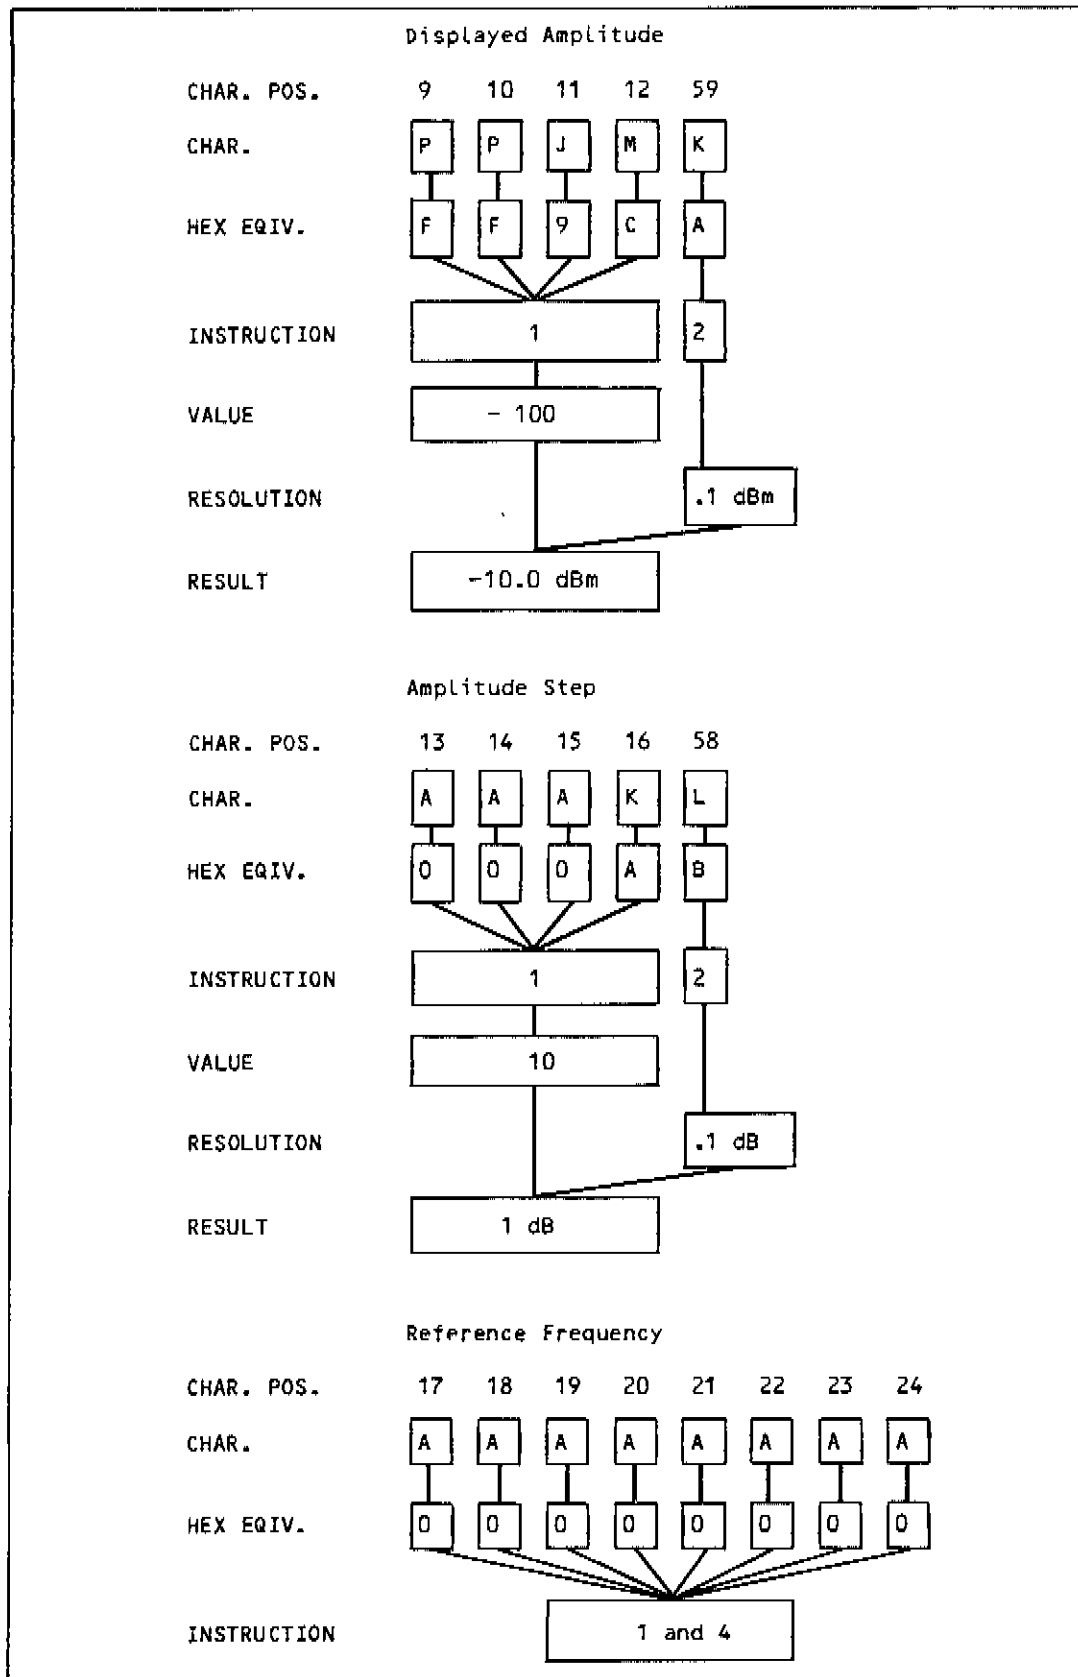 Displayed Amplitude
CHAR. POS. 9 10 11 12 59
CHAR. P P J M K
HEX EQIV. F F 9 C A
INSTRUCTION 1 2
VALUE - 100
RESOLUTION .1 dBm
RESULT -10.0 dBm
Amplitude Step
CHAR. POS. 13 14 15 16 58
CHAR. A A A K L
HEX EQIV. 0 0 0 A B
INSTRUCTION 1 2
VALUE 10
RESOLUTION .1 dB
RESULT 1 dB
Reference Frequency
CHAR. POS. 17 18 19 20 21 22 23 24
CHAR. A A A A A A A A
HEX EQIV. 0 0 0 0 0 0 0 0
INSTRUCTION 1 and 4